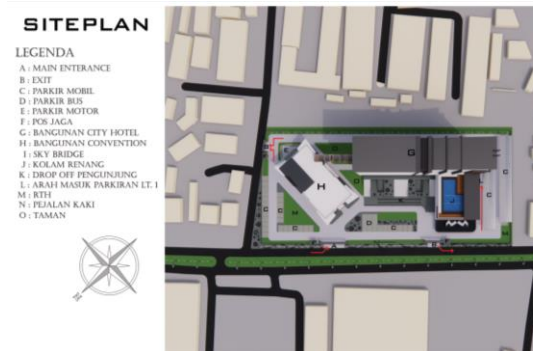 SITEPLAN
LEGENDA
A : MAIN ENTERANCE
B : EXIT
C : PARKIR MOBIL
D : PARKIR BUS
E : PARKIR MOTOR
F : POS JAGA
G : BANGUNAN CITY HOTEL
H : BANGUNAN CONVENTION
I : SKY BRIDGE
J : KOLAM RENANG
K : DROP OFF PENGUNJUNG
L : ARAH MASUK PARKIRAN LT. 1
M : RTH
N : PEJALAN KAKI
O : TAMAN
G
H